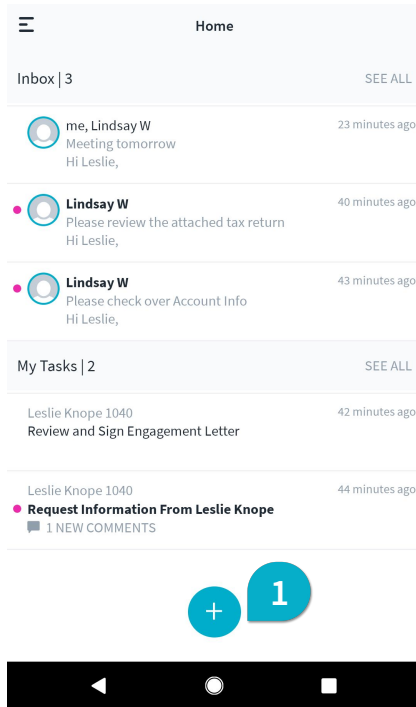 Home
Inbox | 3
SEE ALL
me, Lindsay W
23 minutes ago
Meeting tomorrow
Hi Leslie,
Lindsay W
40 minutes ago
Please review the attached tax return
Hi Leslie,
Lindsay W
43 minutes ago
Please check over Account Info
Hi Leslie,
My Tasks | 2
SEE ALL
Leslie Knope 1040
42 minutes ago
Review and Sign Engagement Letter
Leslie Knope 1040
44 minutes ago
Request Information From Leslie Knope
1 NEW COMMENTS
+
1